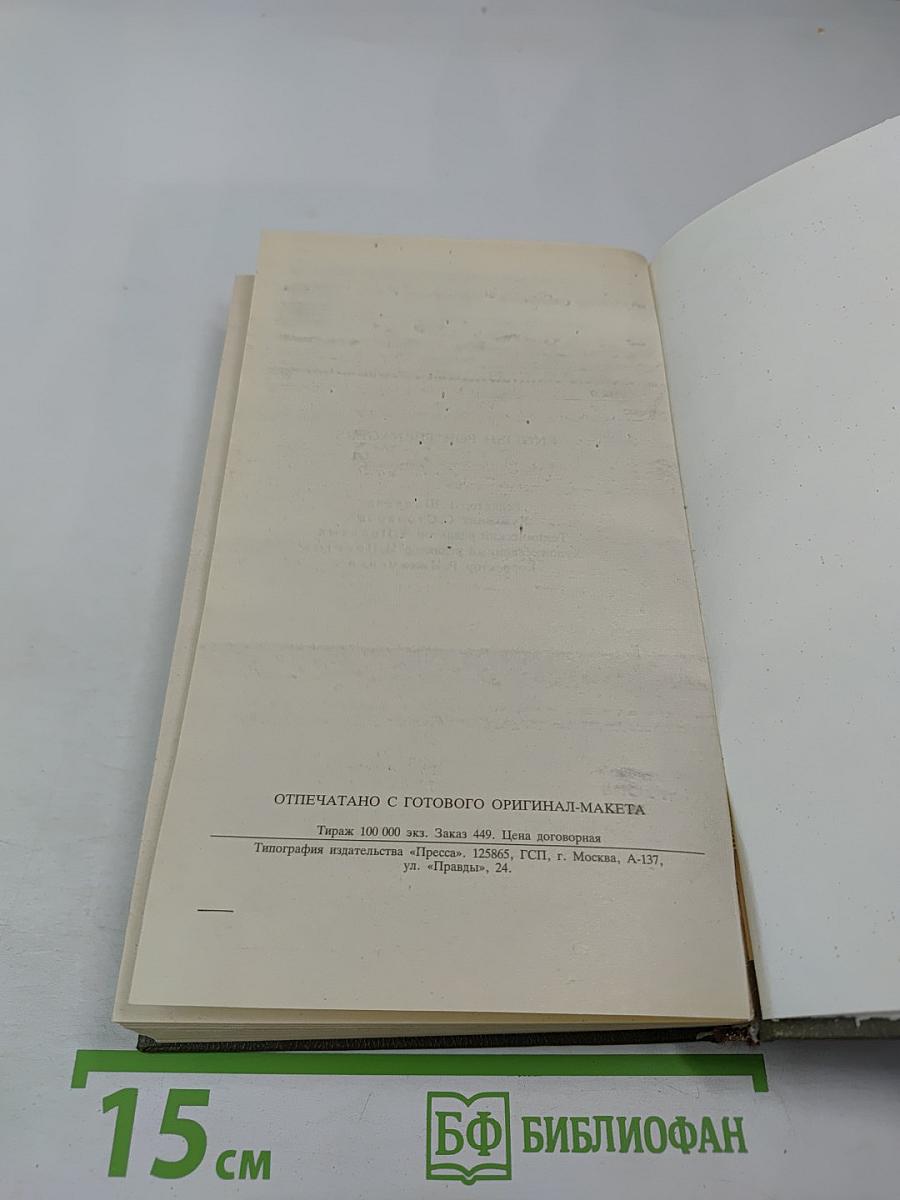 ОТПЕЧАТАНО С ГОТОВОГО ОРИГИНАЛ-МАКЕТА
Тираж 100 000 экз. Заказ 449. Цена договорная
Типография издательства «Пресса». 125865, ГСП, г. Москва, А-137,
ул. «Правды», 24.
15 см
БФ БИБЛИОФАН